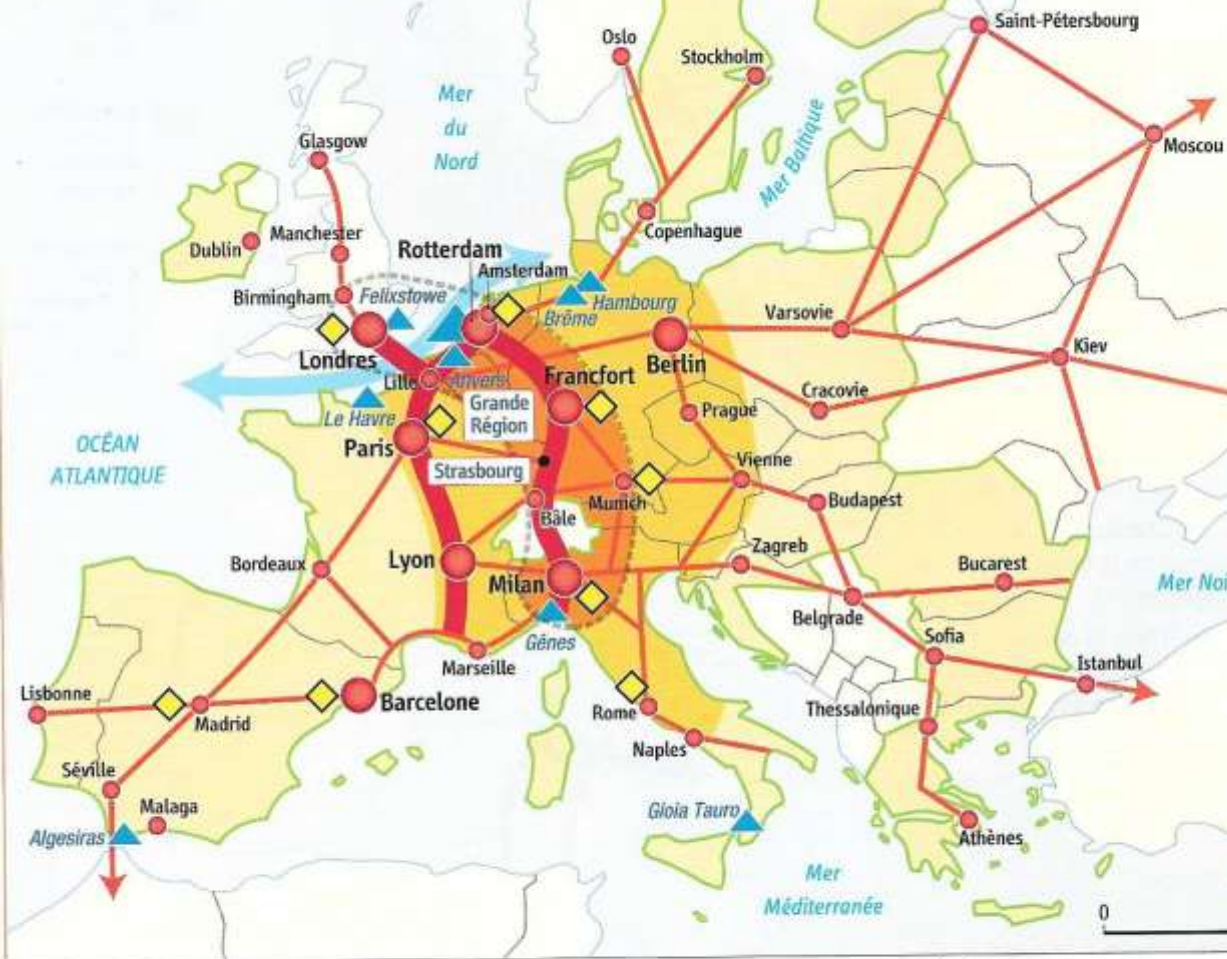 Saint-Pétersbourg
Oslo
Stockholm
Mer
du
Nord
Mer Baltique
Moscou
Glasgow
Copenhague
Dublin
Manchester
Rotterdam
Amsterdam
Birmingham
Felixstowe
Hambourg
Brême
Varsovie
Londres
Berlin
Kiev
Lille
Anvers
Francfort
Cracovie
Le Havre
Grande
Région
Prague
OCÉAN
ATLANTIQUE
Paris
Strasbourg
Vienne
Munich
Budapest
Bâle
Zagreb
Bordeaux
Lyon
Milan
Bucarest
Mer Noi
Belgrade
Gênes
Sofia
Marseille
Istanbul
Lisbonne
Barcelone
Madrid
Rome
Thessalonique
Naples
Séville
Malaga
Gioia Tauro
Algesiras
Athènes
Mer
Méditerranée
0